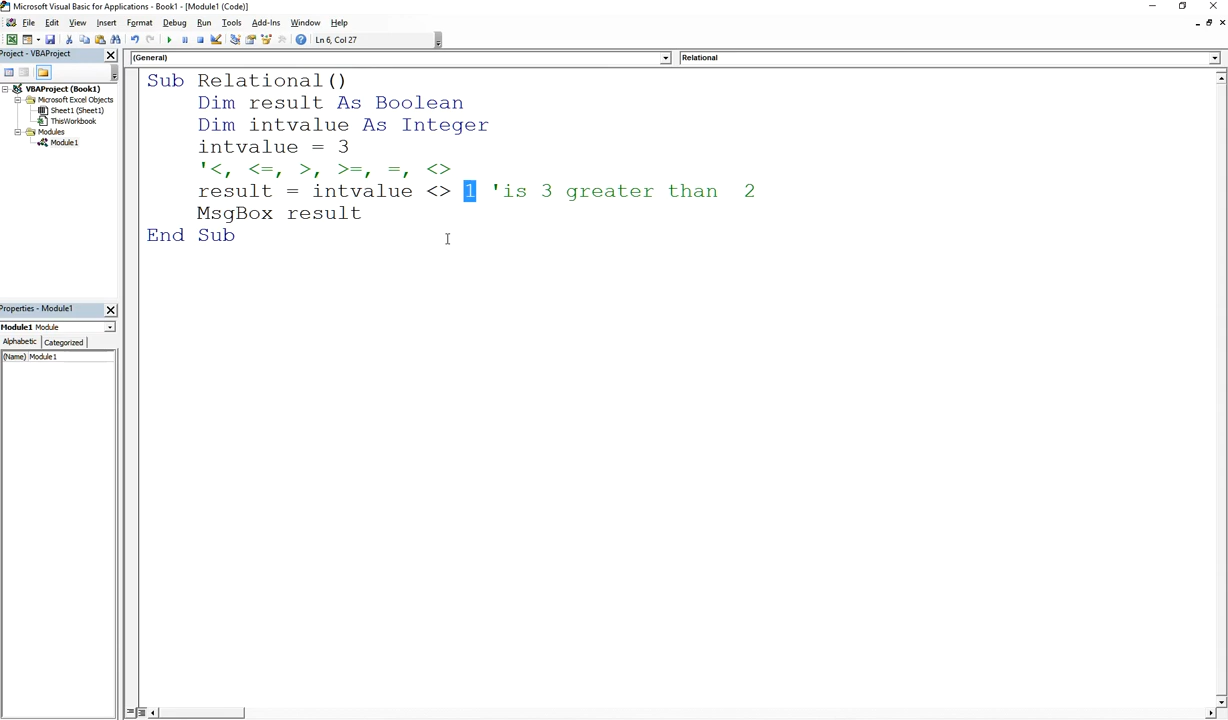 Microsoft Visual Basic for Applications - Book1 - [Module1 (Code)]
File Edit View Insert Format Debug Run Tools Add-Ins Window Help
Ln 6, Col 27
Project - VBAProject
(General) Relational
VBAProject (Book1)
Microsoft Excel Objects
Sheet1 (Sheet1)
ThisWorkbook
Modules
Module1
Sub Relational()
Dim result As Boolean
Dim intvalue As Integer
intvalue = 3
'<, <=, >, >=, =, <>
result = intvalue <> 1 'is 3 greater than  2
MsgBox result
End Sub
Properties - Module1
Module1 Module
Alphabetic Categorized
(Name) Module1